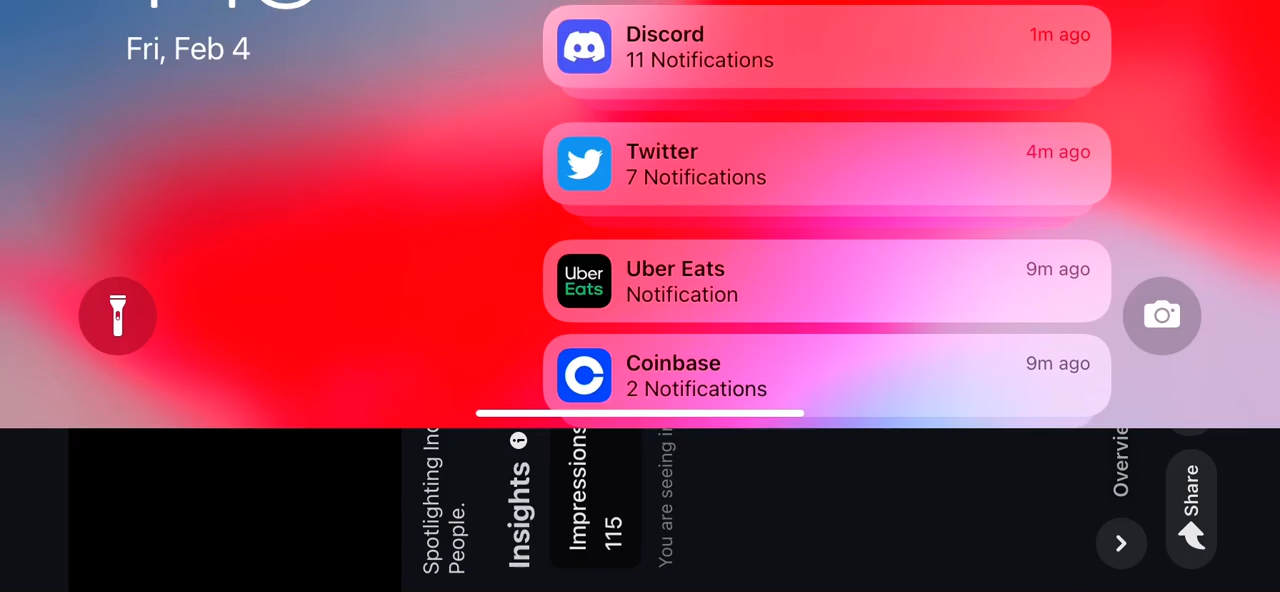 Fri, Feb 4
Discord
1m ago
11 Notifications
Twitter
4m ago
7 Notifications
Uber Eats
Uber Eats
9m ago
Notification
Coinbase
9m ago
2 Notifications
Spotlighting
People.
Insights
Impressions
115
You are seeing
Share